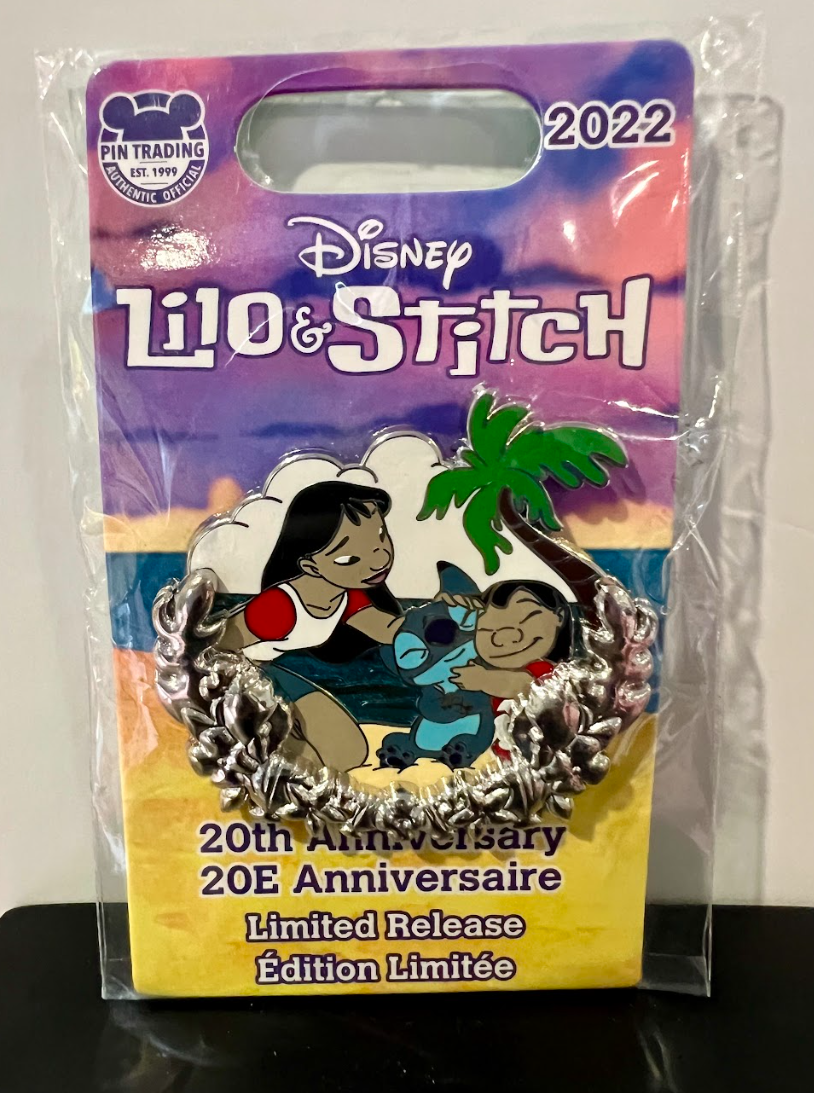 PIN TRADING
EST. 1999
AUTHENTIC OFFICIAL
2022
Disney
Lilo & Stitch
20th Anniversary
20E Anniversaire
Limited Release
Édition Limitée